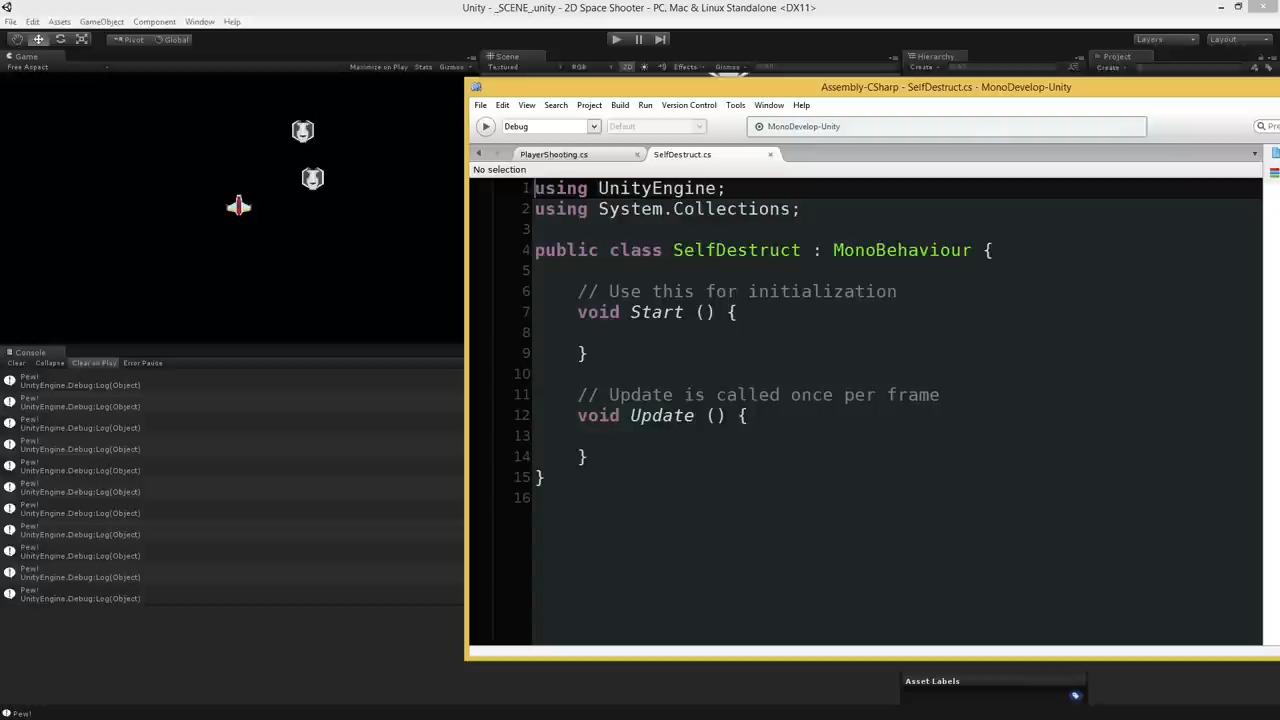 Unity - _SCENE_unity - 2D Space Shooter - PC, Mac & Linux Standalone <DX11>
File Edit Assets GameObject Component Window Help
Pivot Global Layers Layout
Game Scene Hierarchy Project
Free Aspect Maximize on Play Stats Gizmos Textured RGB 2D Effects Gizmos Create Create
Assembly-CSharp - SelfDestruct.cs - MonoDevelop-Unity
File Edit View Search Project Build Run Version Control Tools Window Help
Debug Default MonoDevelop-Unity Pre
PlayerShooting.cs SelfDestruct.cs
No selection
1 using UnityEngine;
2 using System.Collections;
3
4 public class SelfDestruct : MonoBehaviour {
5
6 // Use this for initialization
7 void Start () {
8
9 }
10
11 // Update is called once per frame
12 void Update () {
13
14 }
15 }
16
Console
Clear Collapse Clear on Play Error Pause
Pew!
UnityEngine.Debug:Log(Object)
Pew!
UnityEngine.Debug:Log(Object)
Pew!
UnityEngine.Debug:Log(Object)
Pew!
UnityEngine.Debug:Log(Object)
Pew!
UnityEngine.Debug:Log(Object)
Pew!
UnityEngine.Debug:Log(Object)
Pew!
UnityEngine.Debug:Log(Object)
Pew!
UnityEngine.Debug:Log(Object)
Pew!
UnityEngine.Debug:Log(Object)
Pew!
UnityEngine.Debug:Log(Object)
Pew!
UnityEngine.Debug:Log(Object)
Asset Labels
Pew!